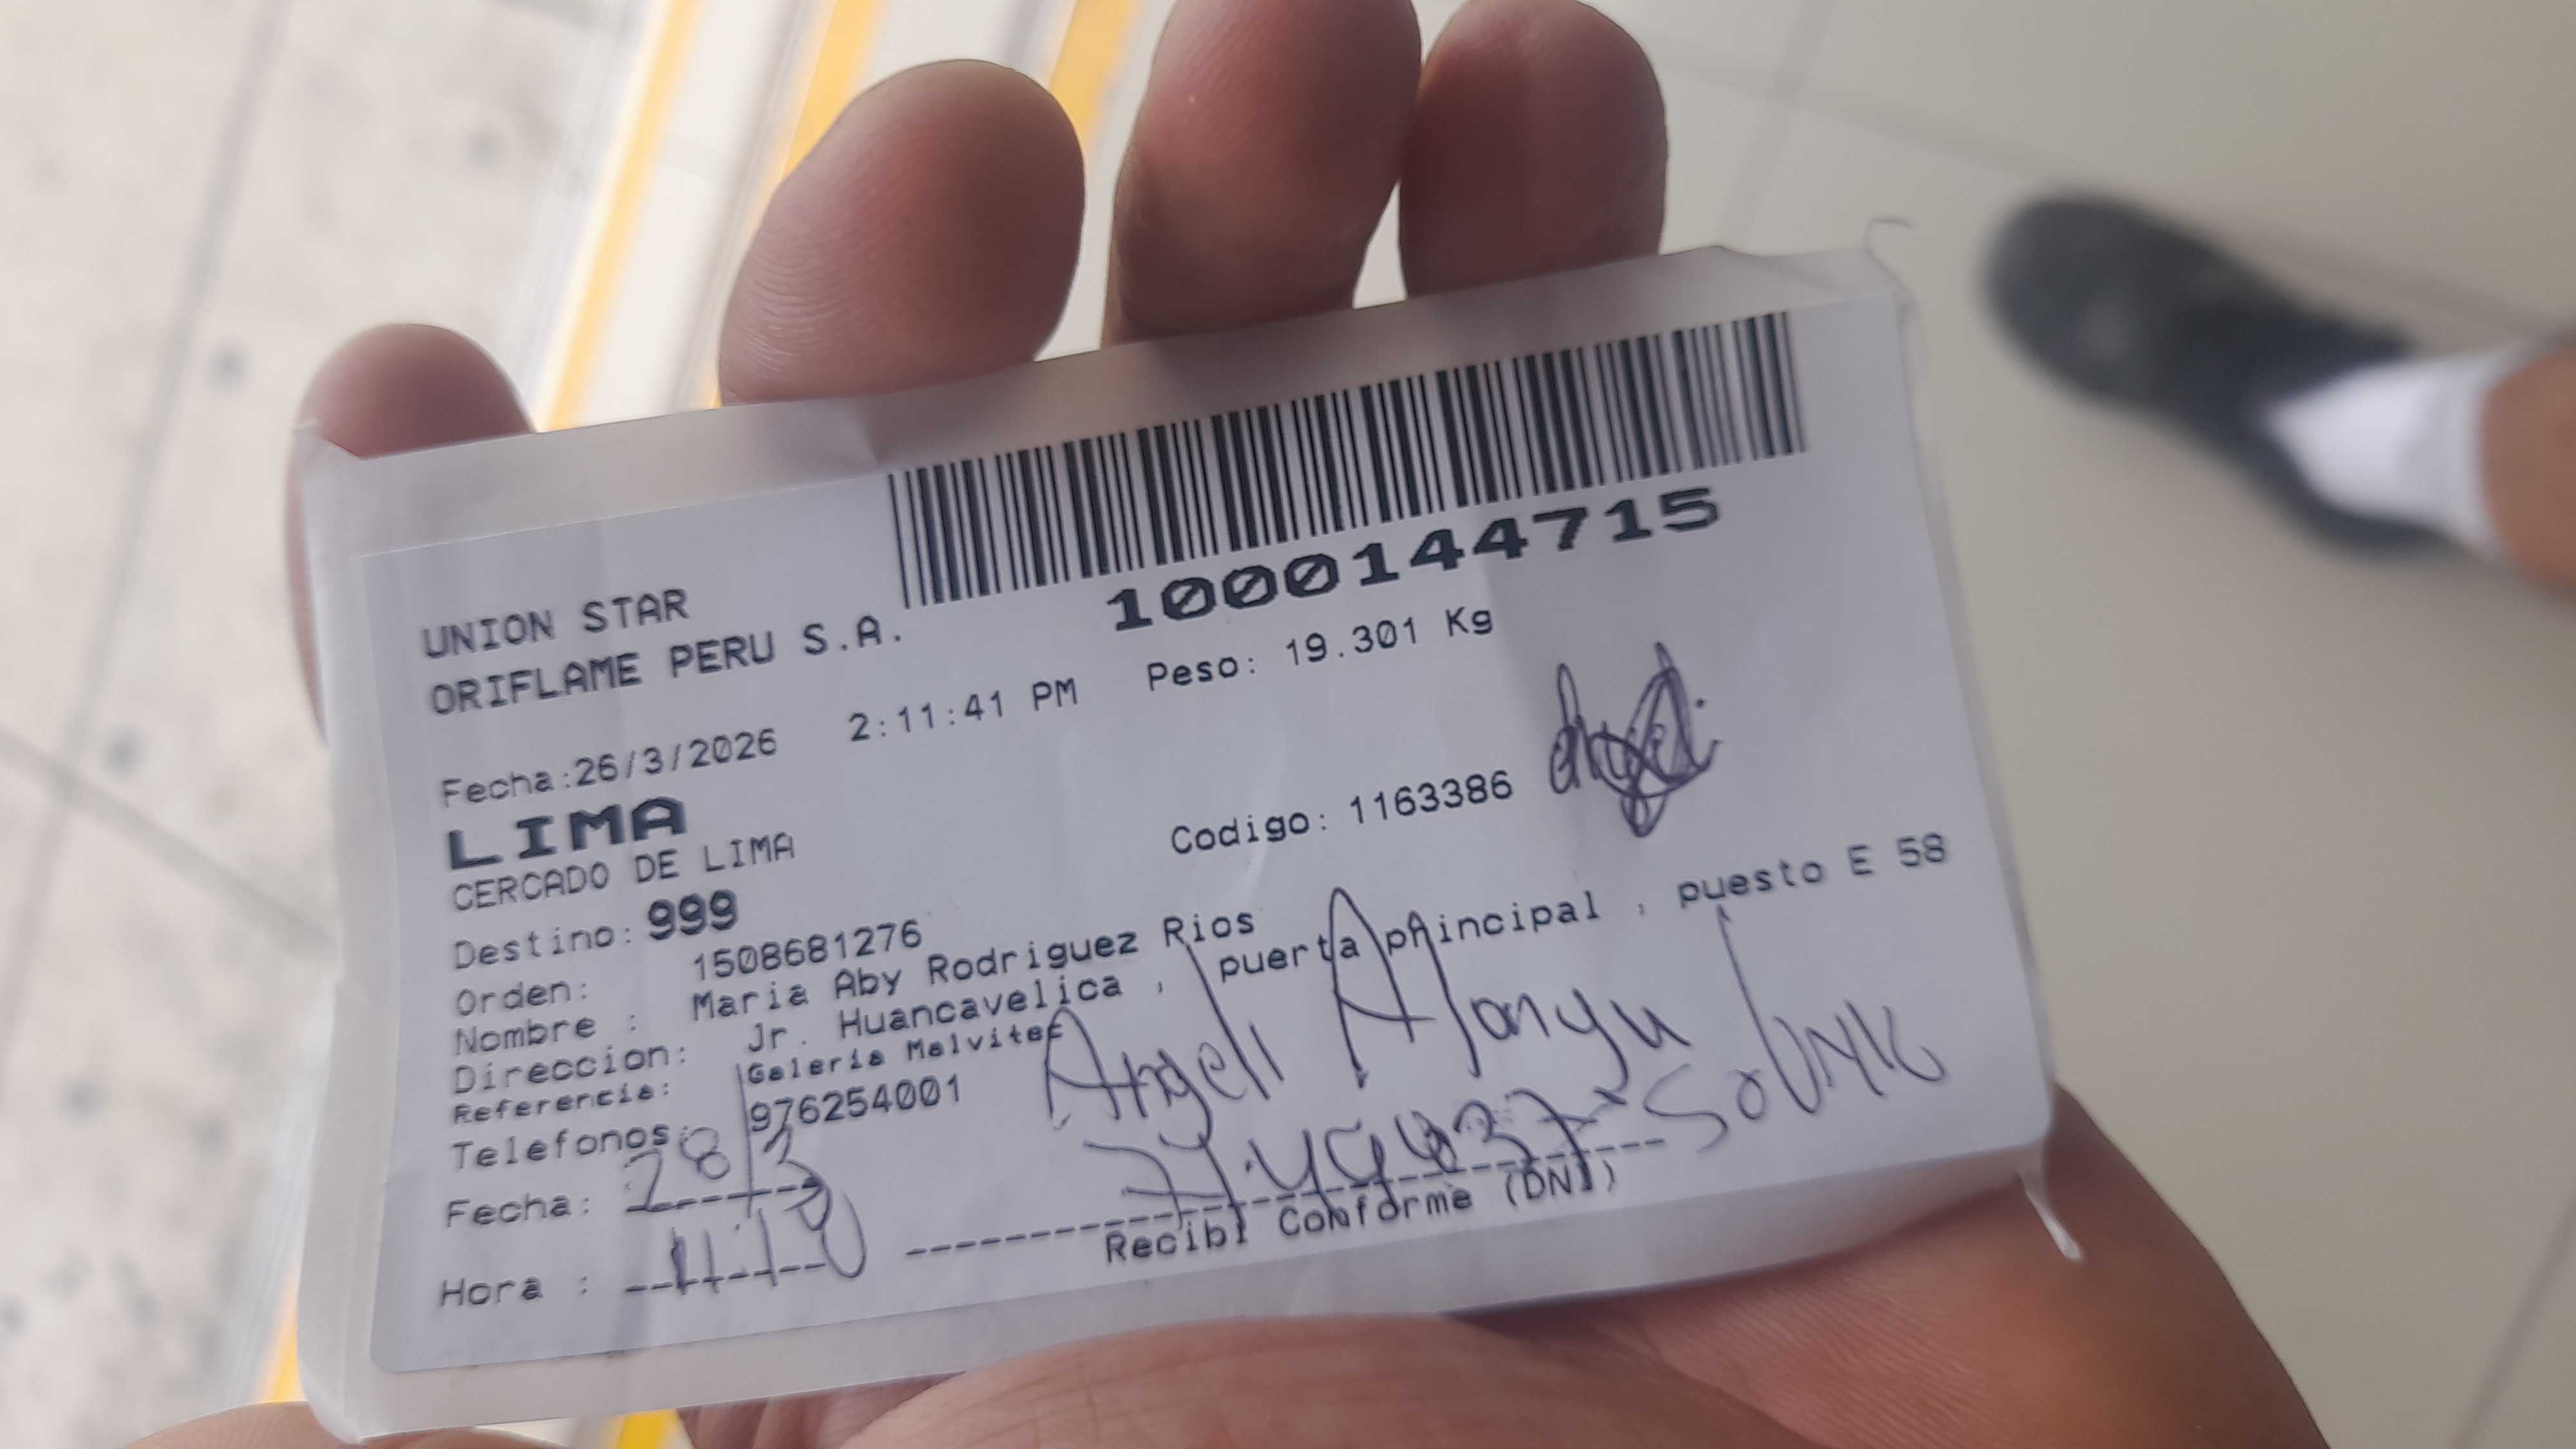 1000144715
UNION STAR
ORIFLAME PERU S.A.
Fecha:26/3/2026 2:11:41 PM Peso: 19.301 Kg
LIMA
CERCADO DE LIMA Codigo: 1163386
Destino: 999
Orden: 1508681276
Nombre : Maria Aby Rodriguez Rios
Direccion: Jr. Huancavelica , puerta principal , puesto E 58
Referencia: Galeria Malvitec
Telefonos: 976254001
Angell
Fecha: 28/3
Hora :
Recibi Conforme (DNI)